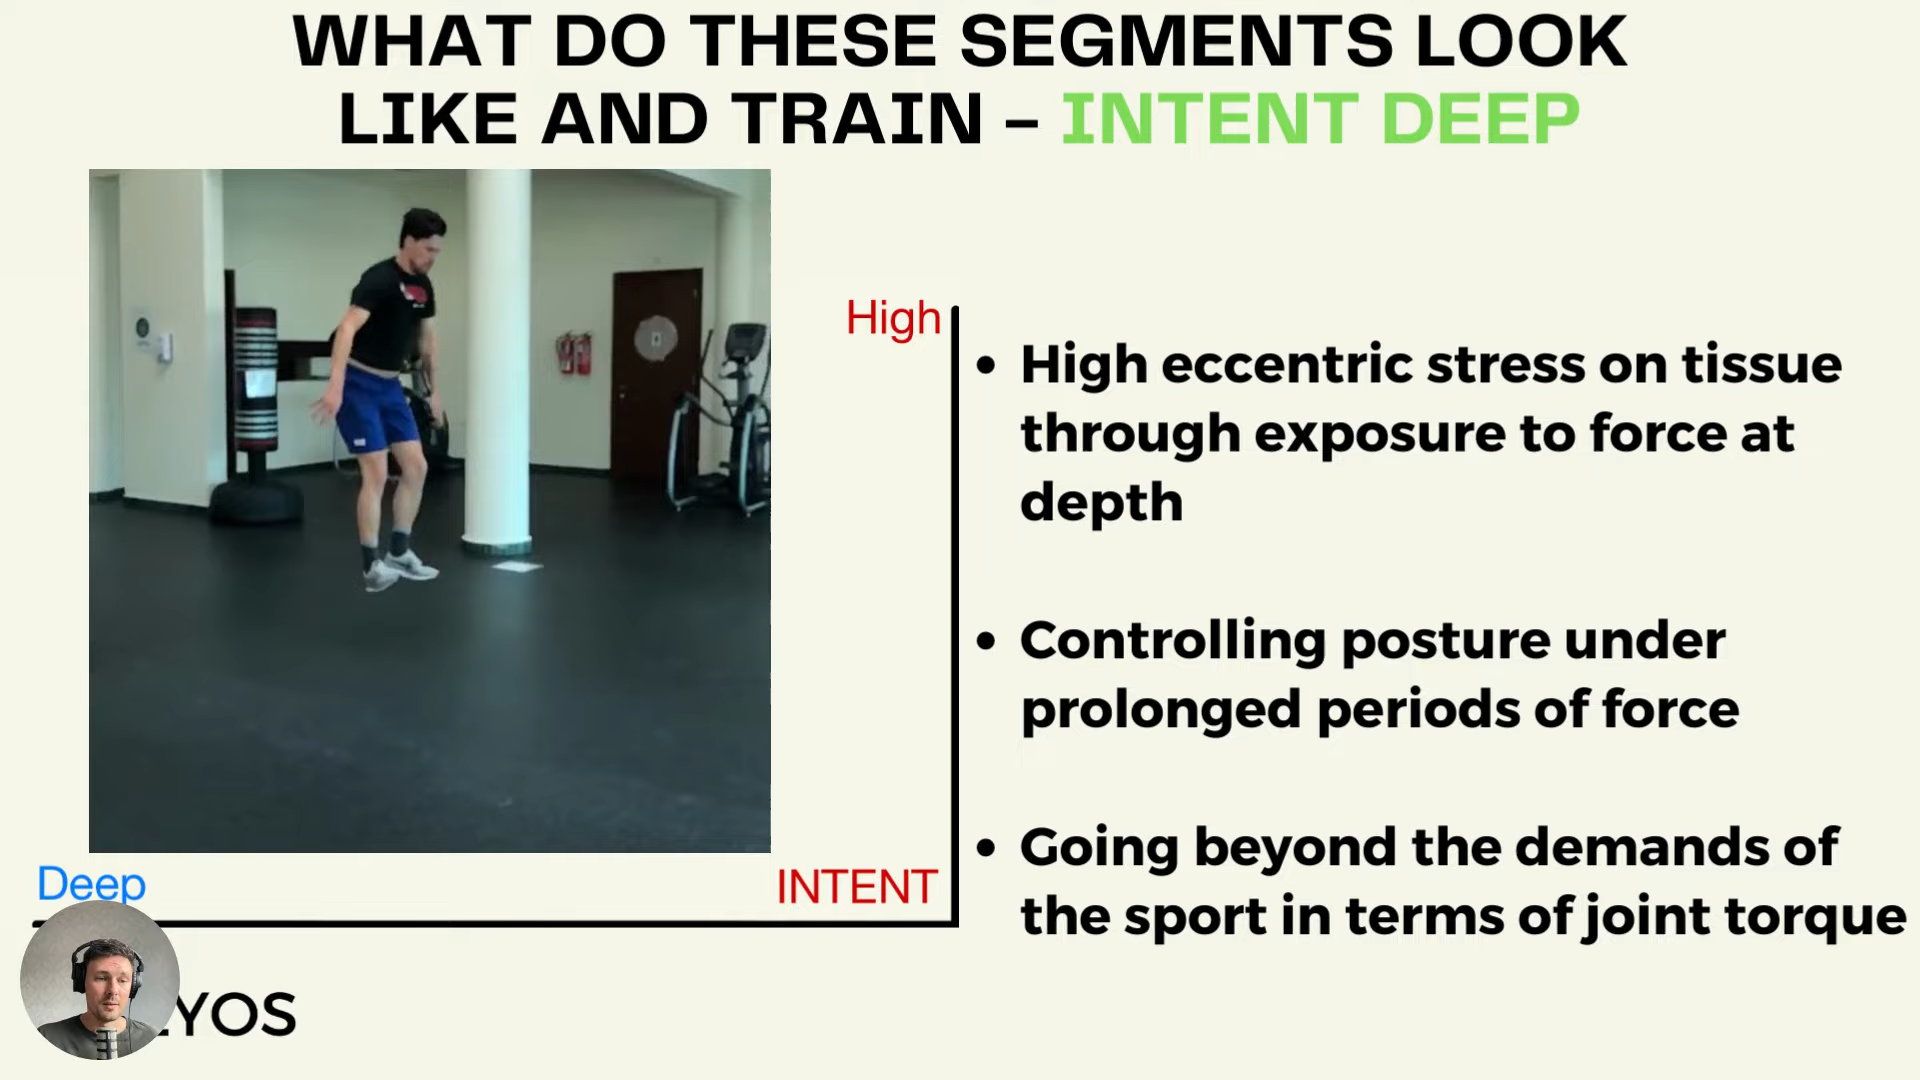 WHAT DO THESE SEGMENTS LOOK
LIKE AND TRAIN – INTENT DEEP
High
• High eccentric stress on tissue
through exposure to force at
depth
• Controlling posture under
prolonged periods of force
• Going beyond the demands of
the sport in terms of joint torque
Deep
INTENT
YOS